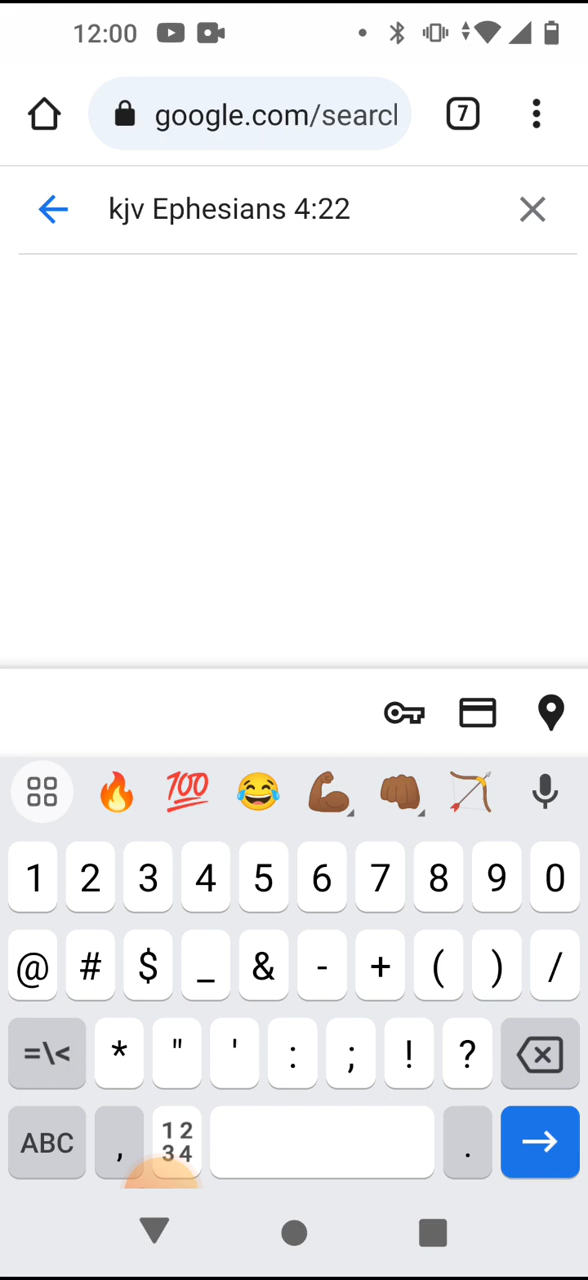 12:00
google.com/searcl
7
kjv Ephesians 4:22
100
1 2 3 4 5 6 7 8 9 0
@ # $ _ & - + ( ) /
=\< * " ' : ; ! ?
ABC , 1 2 3 4 .